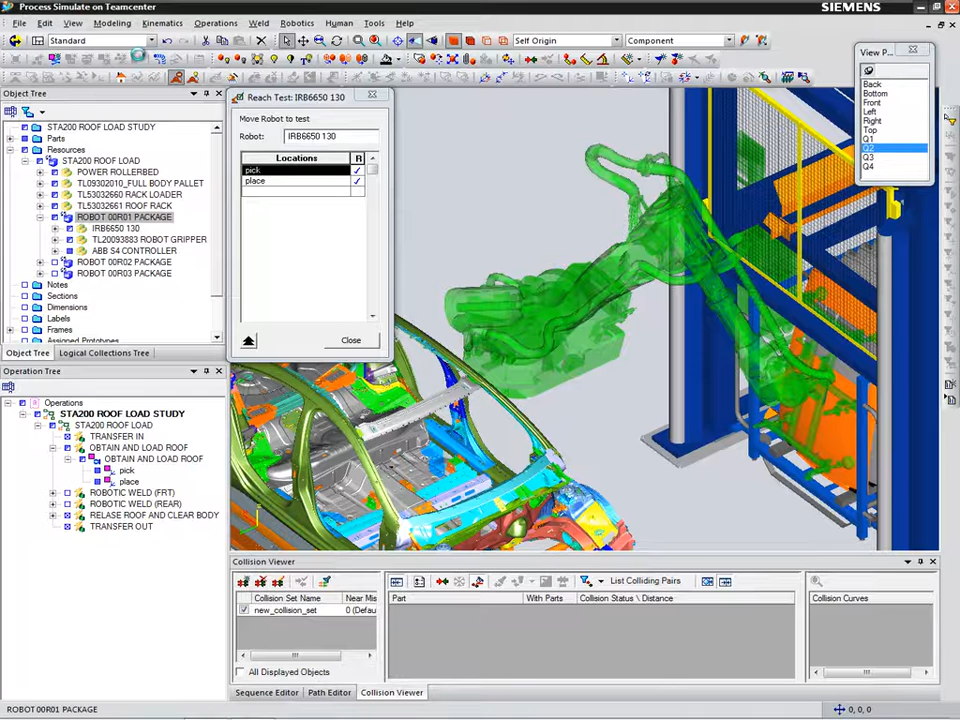 Process Simulate on Teamcenter
SIEMENS
File Edit View Modeling Kinematics Operations Weld Robotics Human Tools Help
Standard
Self Origin
Component
Object Tree
STA200 ROOF LOAD STUDY
Parts
Resources
STA200 ROOF LOAD
POWER ROLLERBED
TL09302010_FULL BODY PALLET
TL53032660 RACK LOADER
TL53032661 ROOF RACK
ROBOT 00R01 PACKAGE
IRB6650 130
TL20093883 ROBOT GRIPPER
ABB S4 CONTROLLER
ROBOT 00R02 PACKAGE
ROBOT 00R03 PACKAGE
Notes
Sections
Dimensions
Labels
Frames
Assigned Prototypes
Object Tree
Logical Collections Tree
Reach Test: IRB6650 130
Move Robot to test
Robot:
IRB6650 130
Locations
R
pick
place
Close
View P...
Back
Bottom
Front
Left
Right
Top
Q1
Q2
Q3
Q4
Operation Tree
Operations
STA200 ROOF LOAD STUDY
STA200 ROOF LOAD
TRANSFER IN
OBTAIN AND LOAD ROOF
OBTAIN AND LOAD ROOF
pick
place
ROBOTIC WELD (FRT)
ROBOTIC WELD (REAR)
RELASE ROOF AND CLEAR BODY
TRANSFER OUT
Collision Viewer
List Colliding Pairs
Collision Set Name
Near Mis
new_collision_set
0 (Defau
All Displayed Objects
Part
With Parts
Collision Status \ Distance
Collision Curves
Sequence Editor
Path Editor
Collision Viewer
ROBOT 00R01 PACKAGE
0, 0, 0